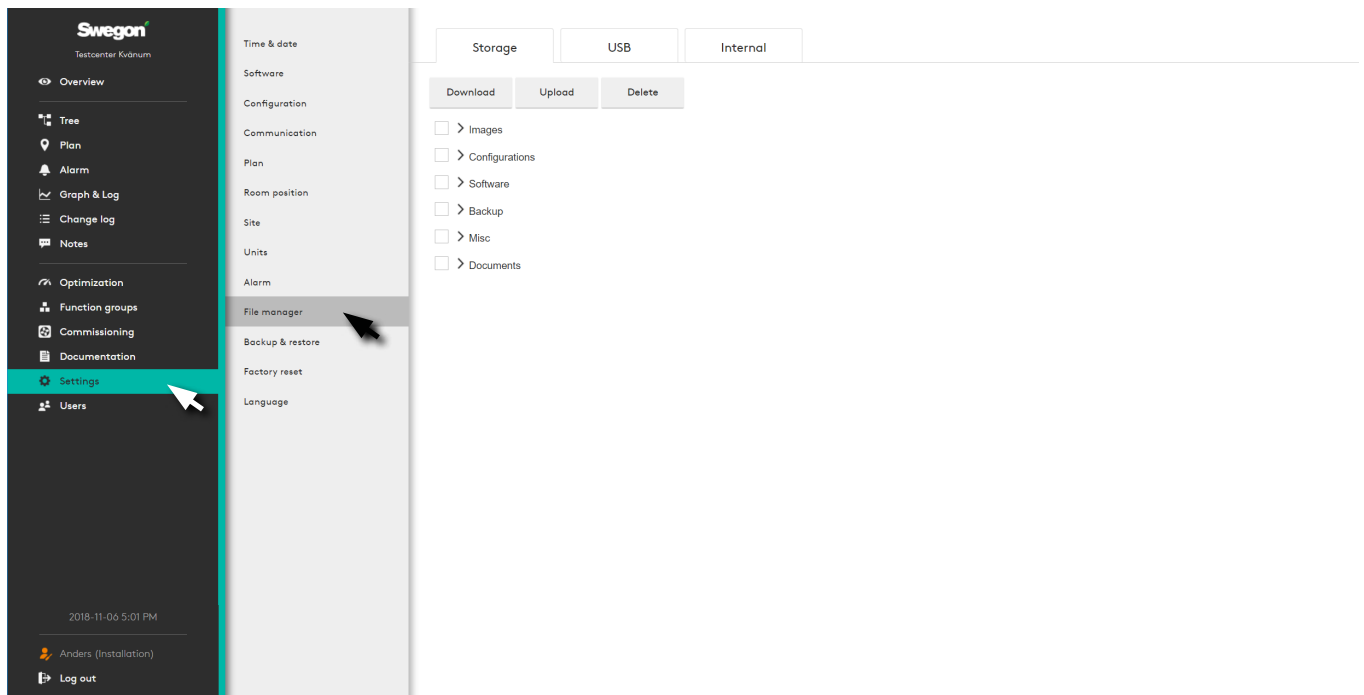 Swegon
Testcenter Kvänum
Overview
Tree
Plan
Alarm
Graph & Log
Change log
Notes
Optimization
Function groups
Commissioning
Documentation
Settings
Users
2018-11-06 5:01 PM
Anders (Installation)
Log out
Time & date
Software
Configuration
Communication
Plan
Room position
Site
Units
Alarm
File manager
Backup & restore
Factory reset
Language
Storage USB Internal
Download Upload Delete
Images
Configurations
Software
Backup
Misc
Documents